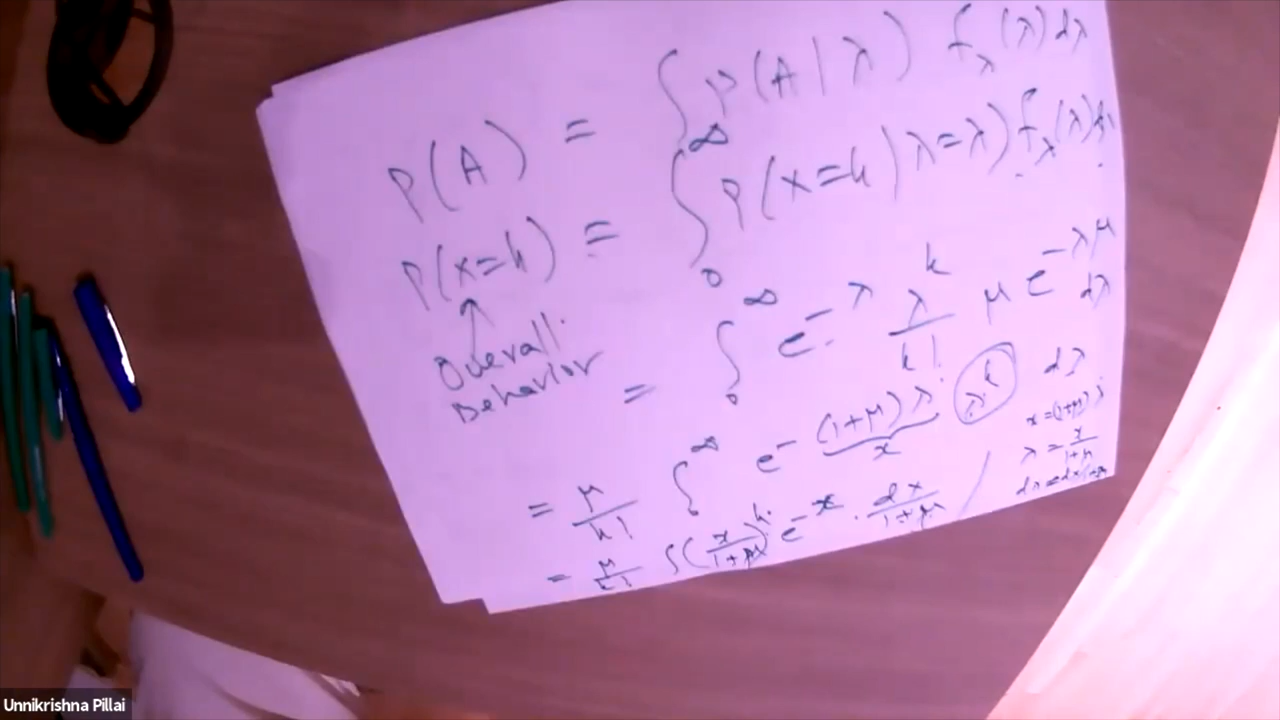 P(A) = ∫ P(A|λ) f_λ(λ) dλ
P(x=k) = ∫_0^∞ P(x=k|λ=λ) f_λ(λ) dλ
↑
Overall
Behavior
= ∫_0^∞ e^{-λ} λ^k / k! μ e^{-λμ} dλ
= μ/k! ∫_0^∞ e^{-(1+μ)λ} λ^k dλ
x
x=(1+μ)λ
λ = x/(1+μ)
= μ/k! ∫ (x/(1+μ))^k e^{-x} · dx/(1+μ)
Unnikrishna Pillai